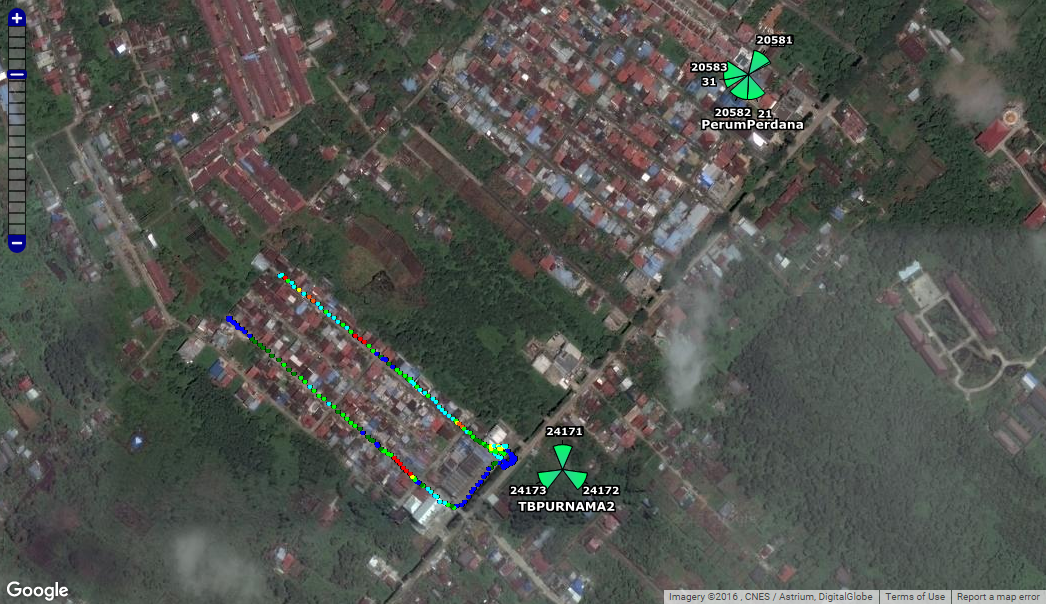 20581
20583
31
20582 21
PerumPerdana
24171
24173 24172
TBPURNAMA2
Google
Imagery ©2016 , CNES / Astrium, DigitalGlobe
Terms of Use
Report a map error